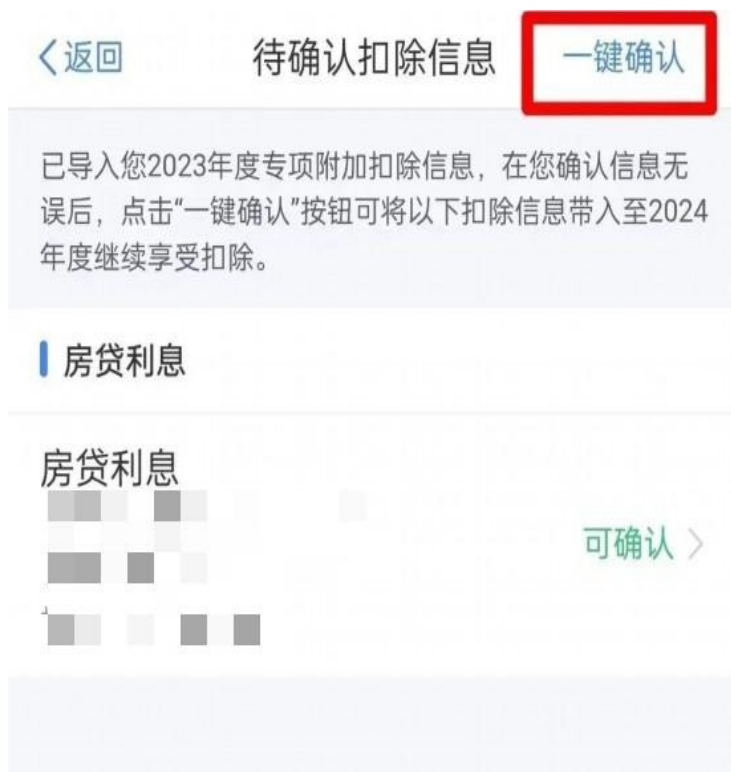 返回 待确认扣除信息 一键确认
已导入您2023年度专项附加扣除信息，在您确认信息无
误后，点击“一键确认”按钮可将以下扣除信息带入至2024
年度继续享受扣除。
房贷利息
房贷利息
可确认